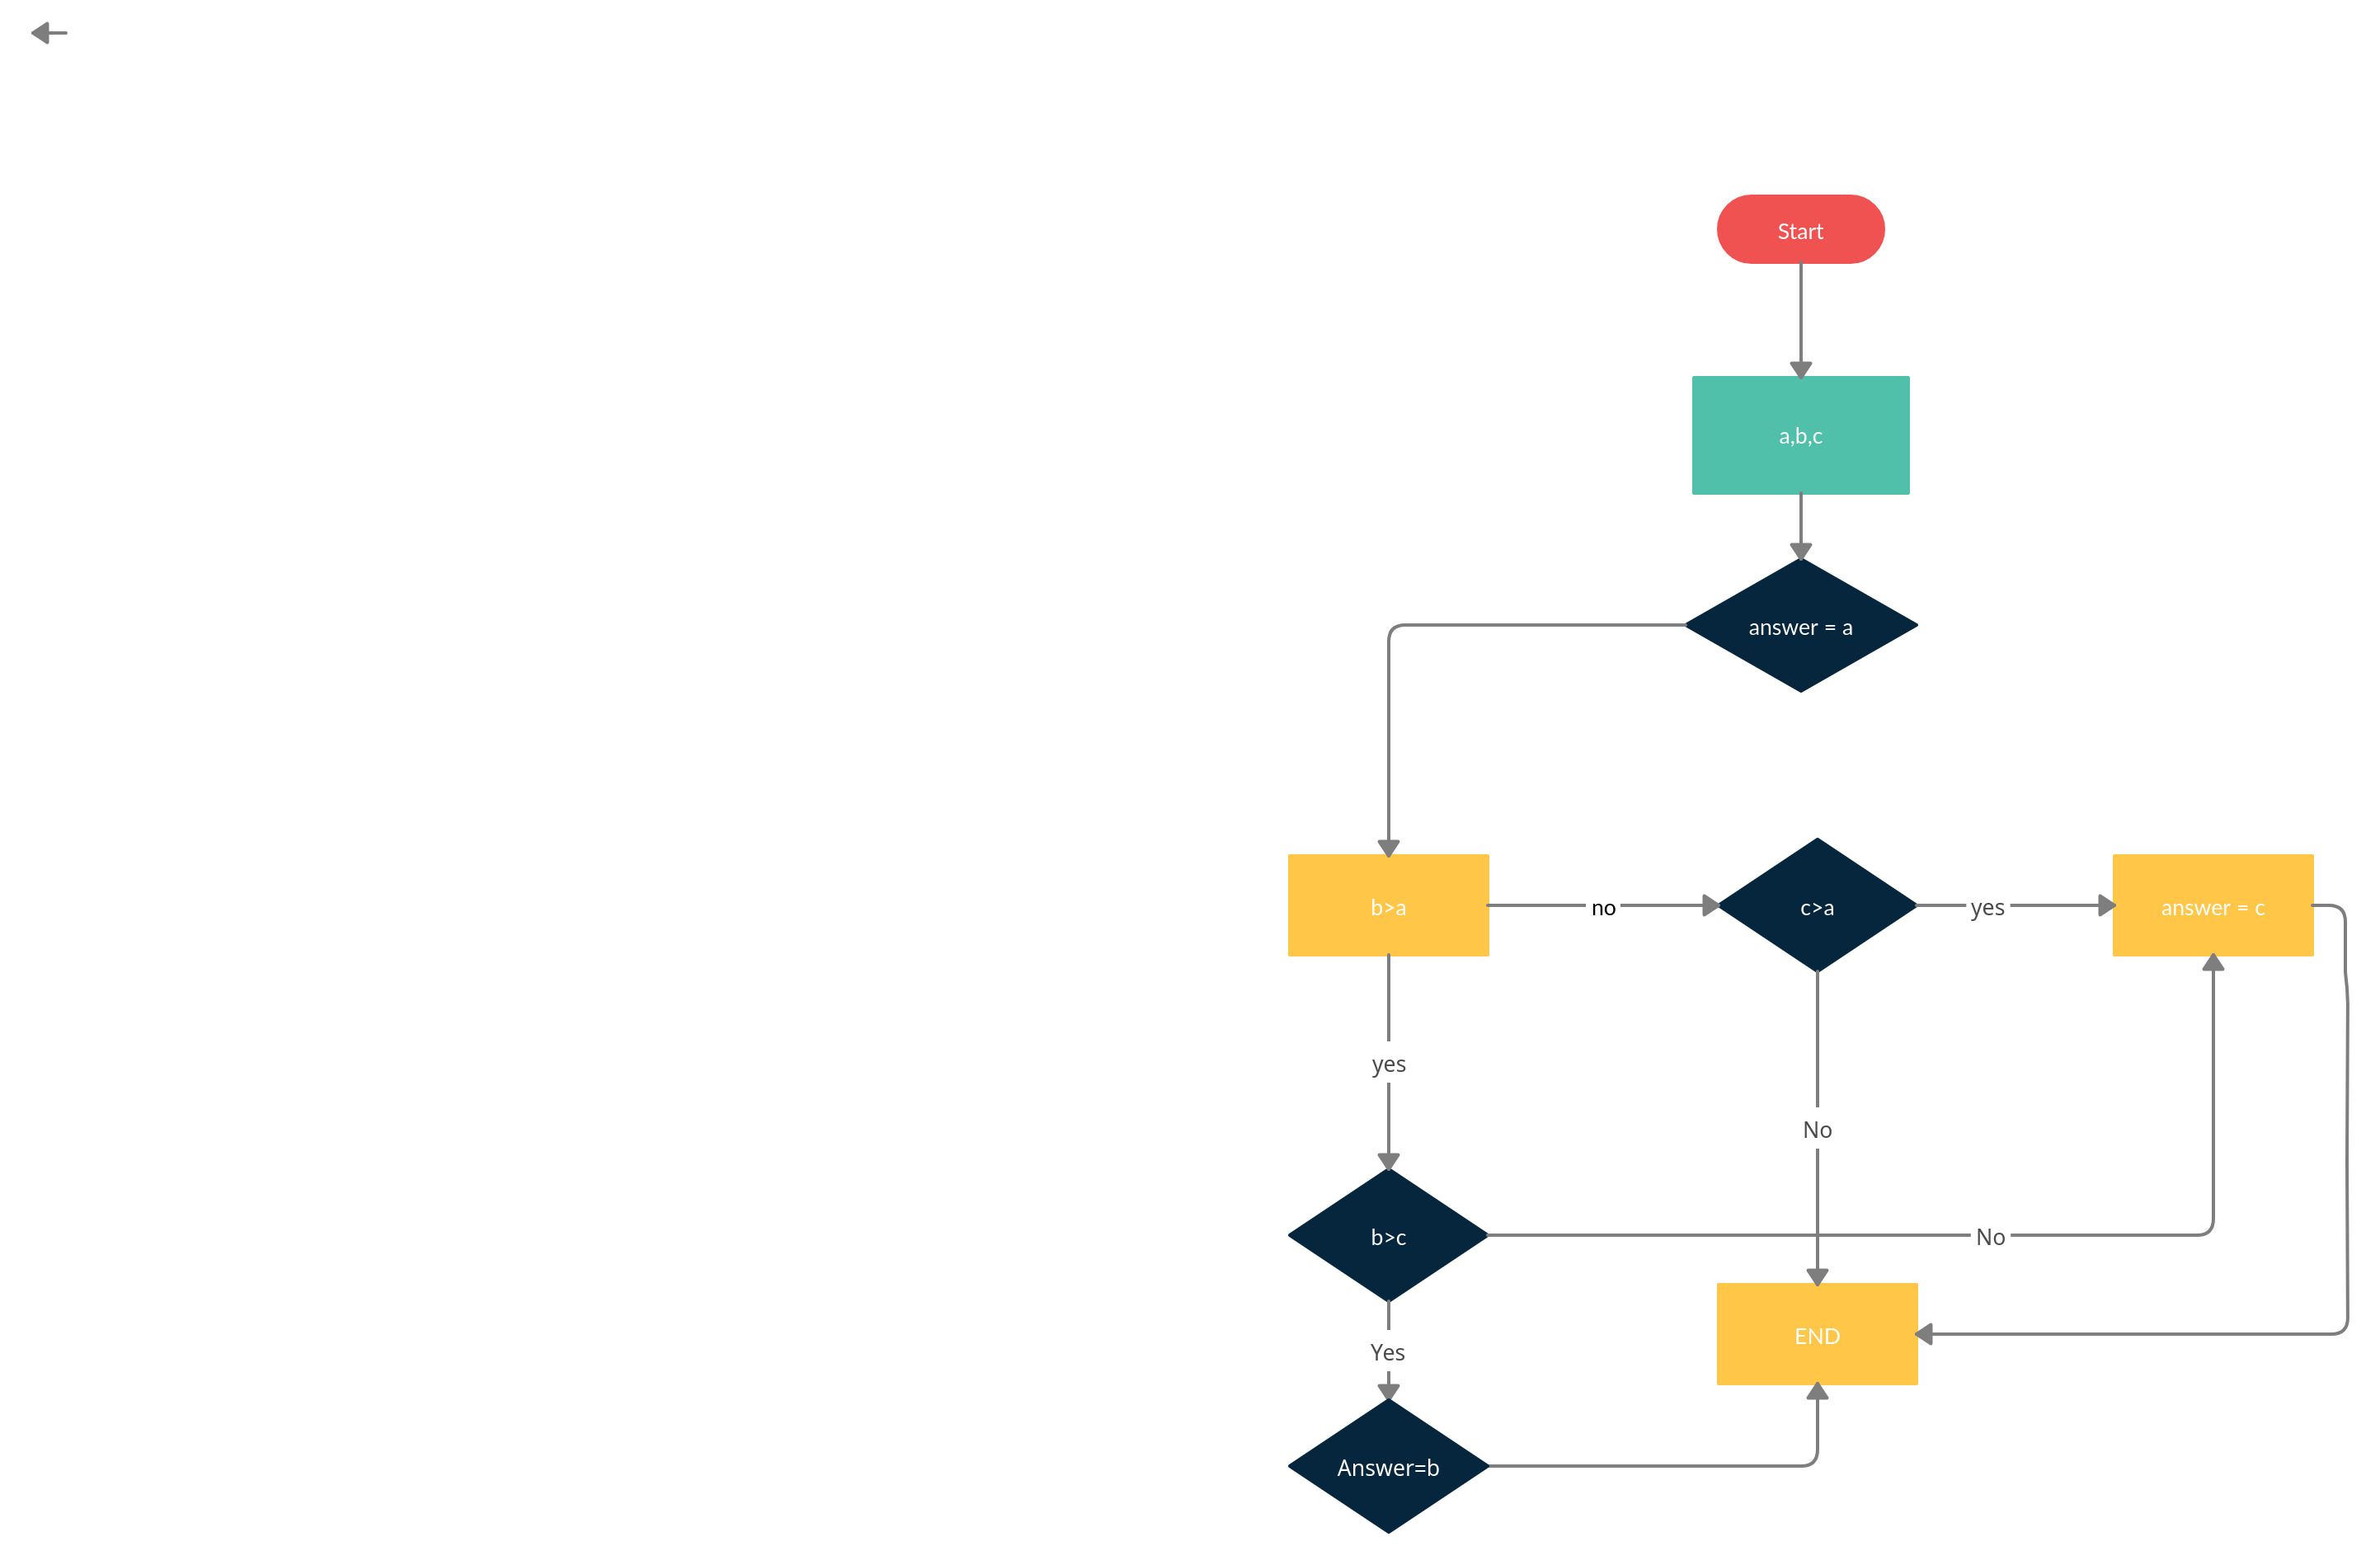 Start
a,b,c
answer = a
b>a
no
c>a
yes
answer = c
yes
No
b>c
No
END
Yes
Answer=b